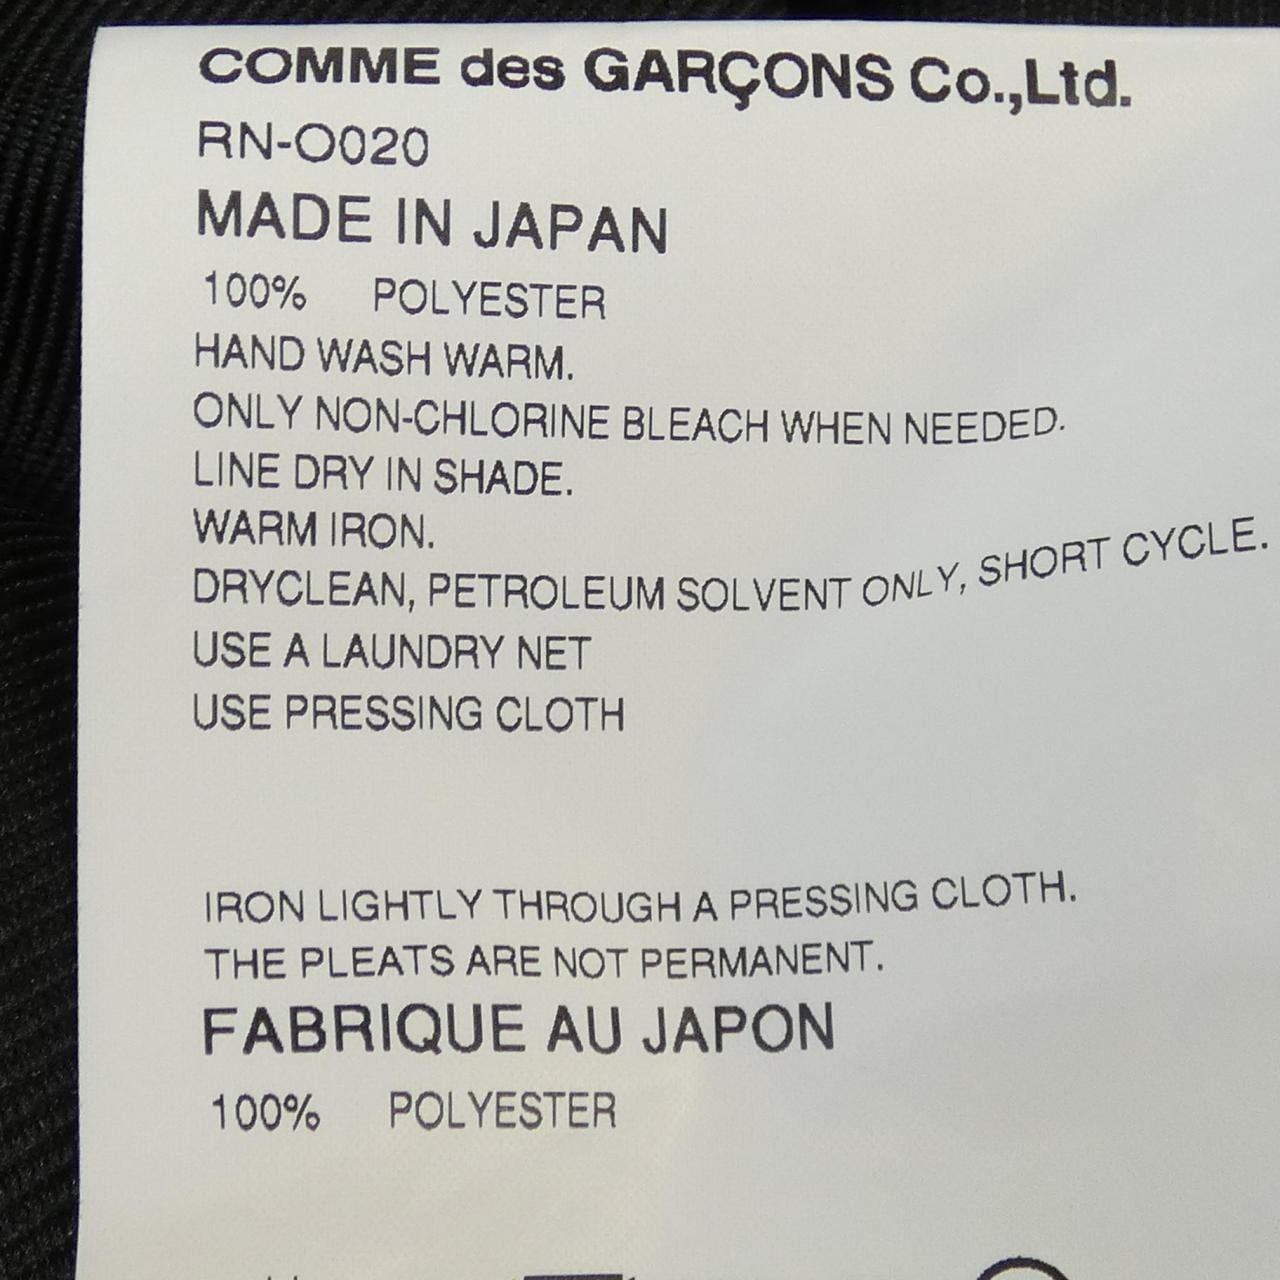 COMME des GARÇONS Co.,Ltd.
RN-O020
MADE IN JAPAN
100% POLYESTER
HAND WASH WARM.
ONLY NON-CHLORINE BLEACH WHEN NEEDED.
LINE DRY IN SHADE.
WARM IRON.
DRYCLEAN, PETROLEUM SOLVENT ONLY, SHORT CYCLE.
USE A LAUNDRY NET
USE PRESSING CLOTH
IRON LIGHTLY THROUGH A PRESSING CLOTH.
THE PLEATS ARE NOT PERMANENT.
FABRIQUE AU JAPON
100% POLYESTER